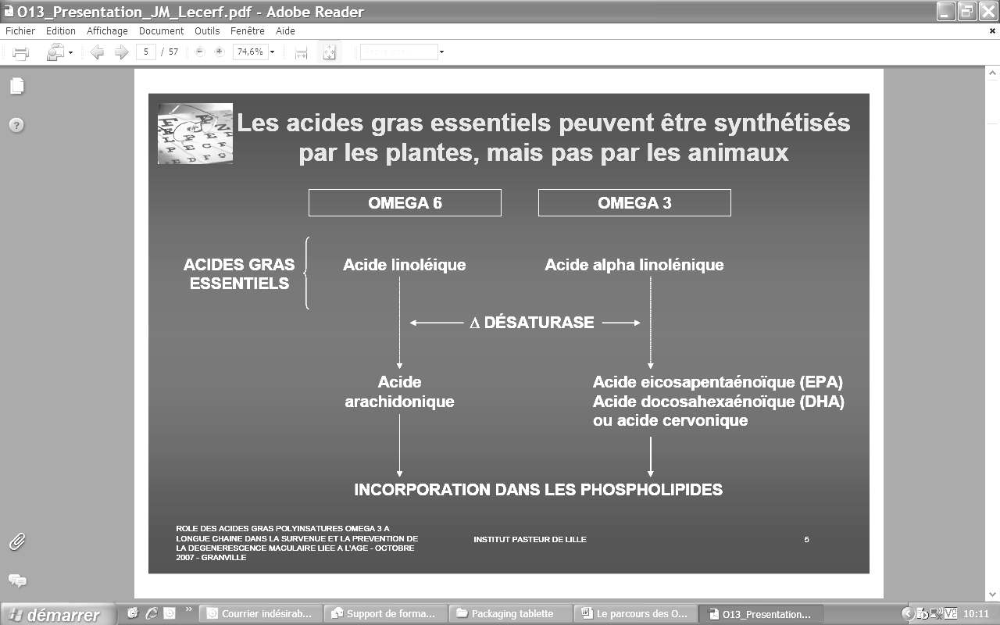 O13_Presentation_JM_Lecerf.pdf - Adobe Reader
Fichier Edition Affichage Document Outils Fenêtre Aide
5 / 57 74,6%
Les acides gras essentiels peuvent être synthétisés
par les plantes, mais pas par les animaux
OMEGA 6 OMEGA 3
ACIDES GRAS
ESSENTIELS
Acide linoléique Acide alpha linolénique
Δ DÉSATURASE
Acide
arachidonique
Acide eicosapentaénoïque (EPA)
Acide docosahexaénoïque (DHA)
ou acide cervonique
INCORPORATION DANS LES PHOSPHOLIPIDES
ROLE DES ACIDES GRAS POLYINSATURES OMEGA 3 A
LONGUE CHAINE DANS LA SURVENUE ET LA PREVENTION DE
LA DEGENERESCENCE MACULAIRE LIEE A L'AGE - OCTOBRE
2007 - GRANVILLE
INSTITUT PASTEUR DE LILLE
5
démarrer » Courrier indésirab... Support de forma... Packaging tablette Le parcours des O... O13_Presentation... 10:11